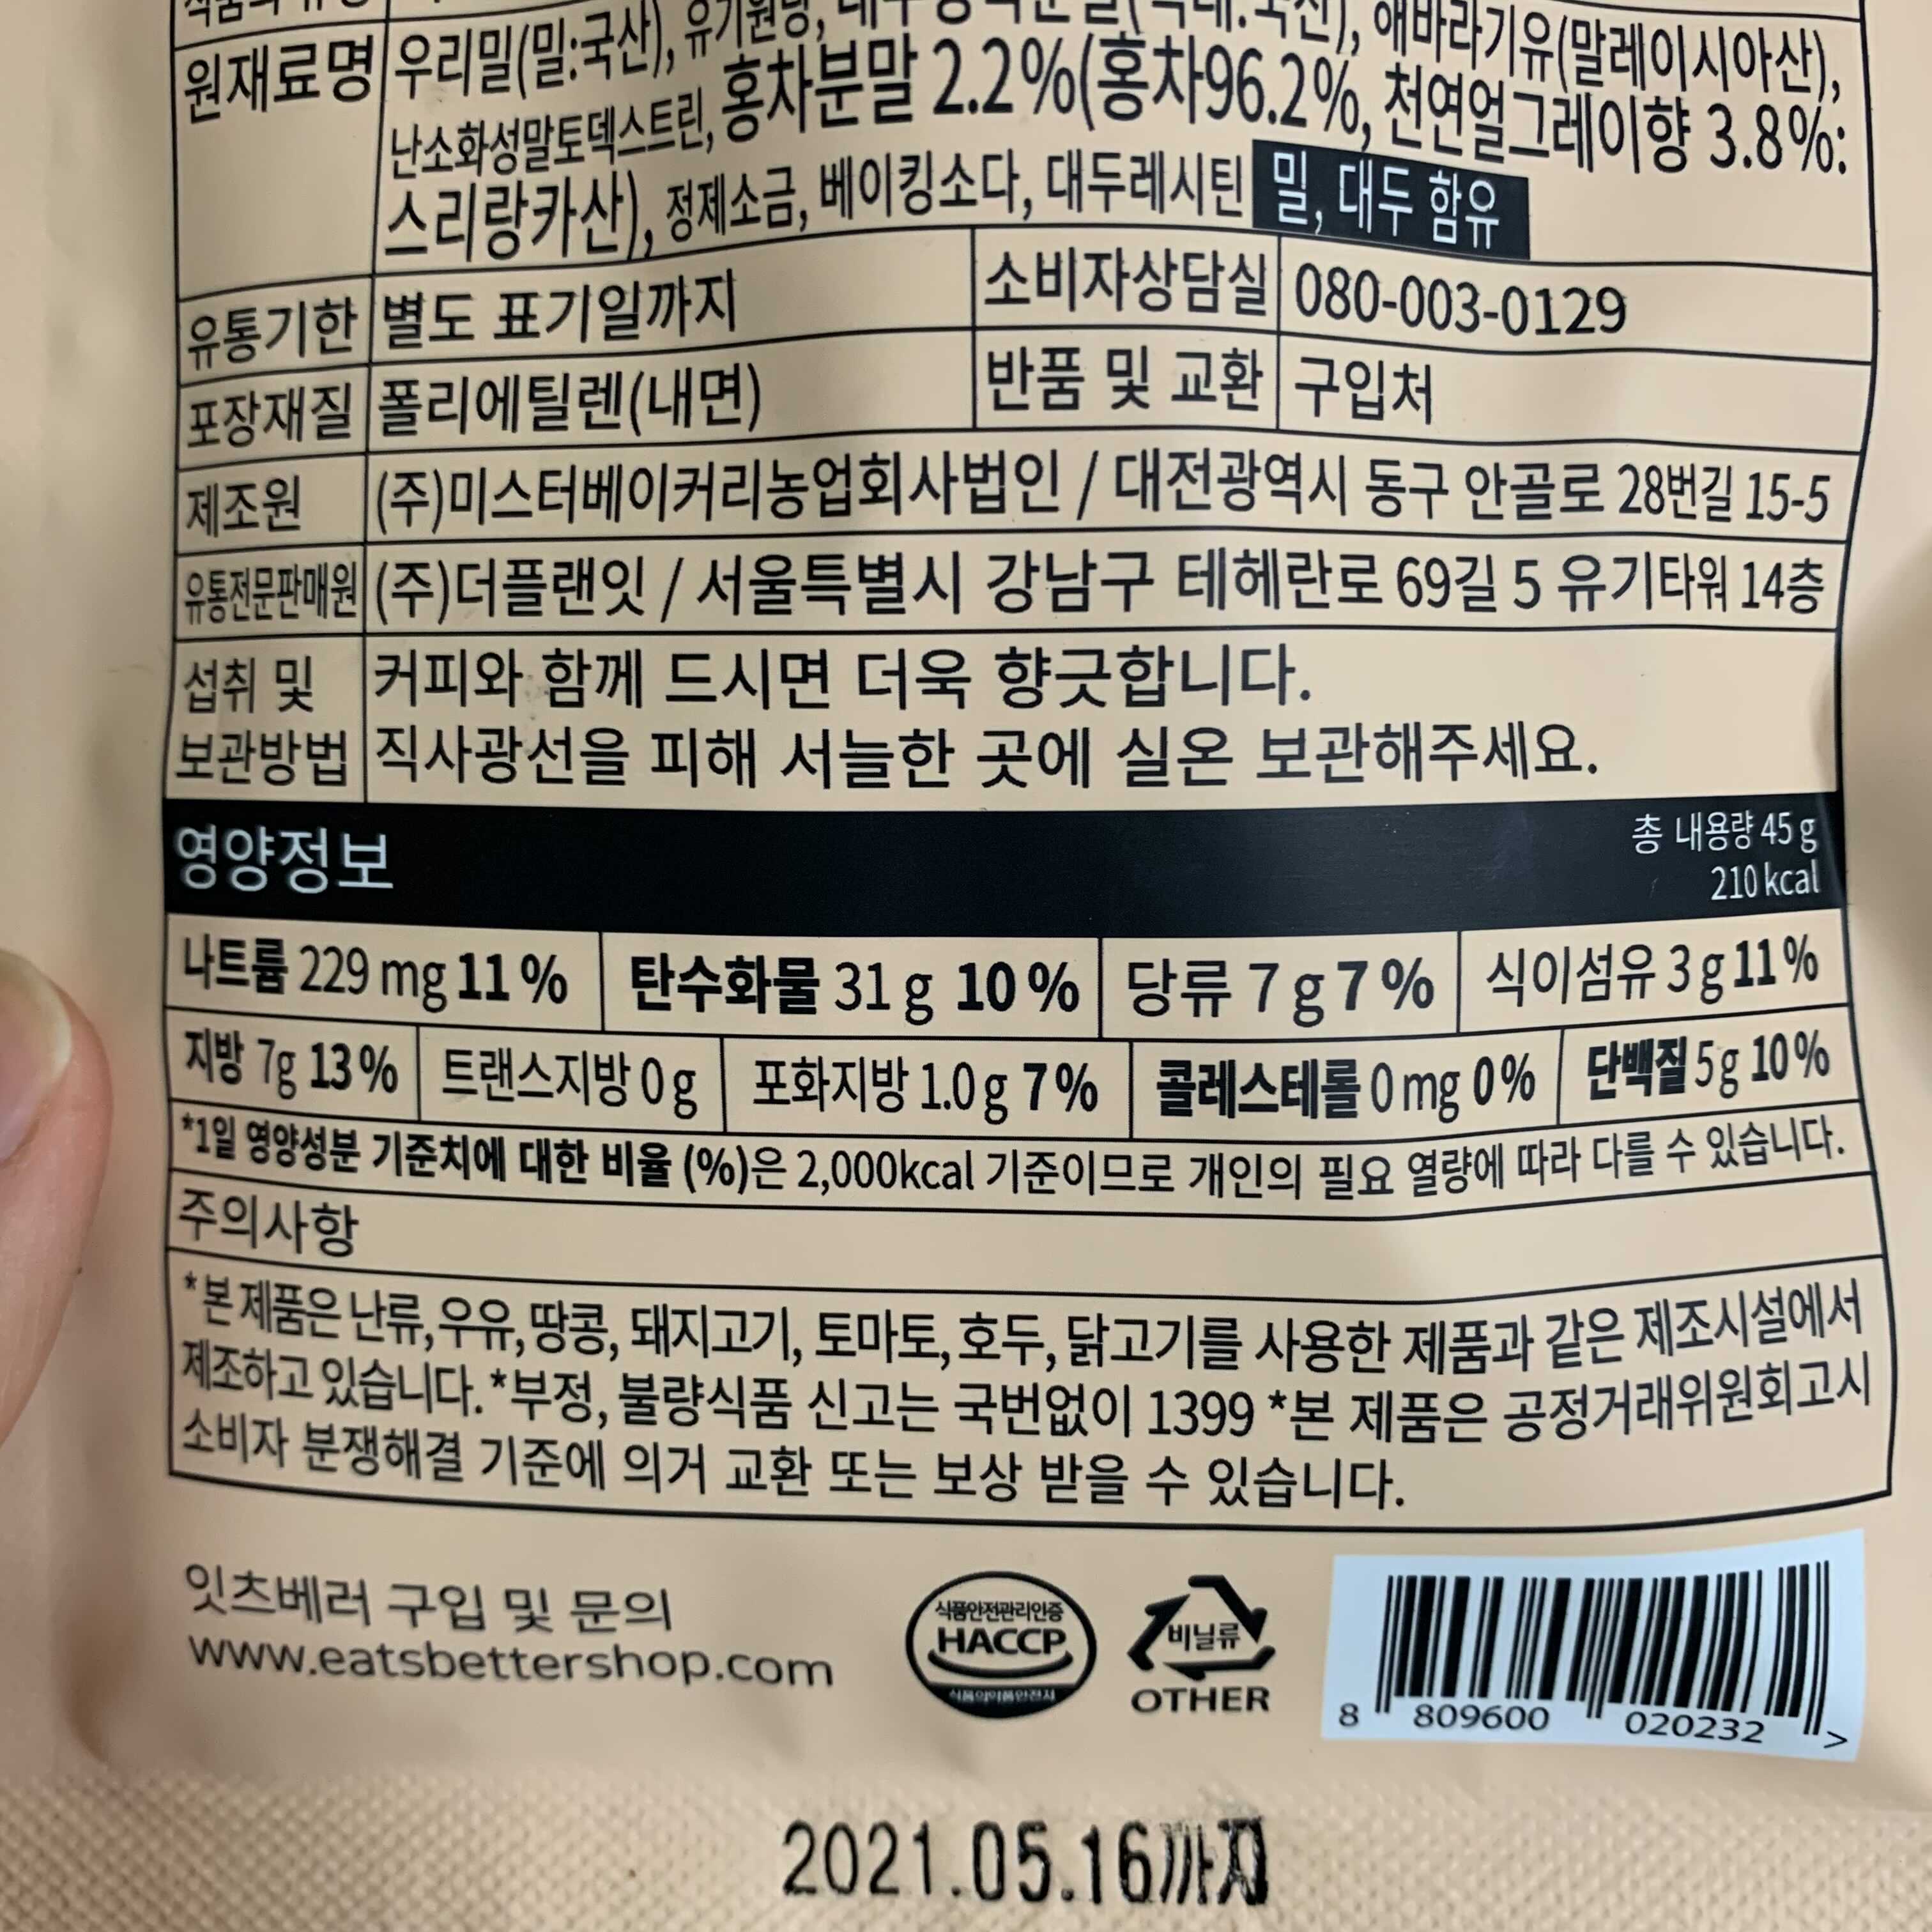 원재료명 우리밀(밀:국산), 유기원당, 해바라기유(말레이시아산),
난소화성말토덱스트린, 홍차분말 2.2%(홍차96.2%, 천연얼그레이향 3.8%:
스리랑카산), 정제소금, 베이킹소다, 대두레시틴 밀, 대두 함유
유통기한 별도 표기일까지 소비자상담실 080-003-0129
포장재질 폴리에틸렌(내면) 반품 및 교환 구입처
제조원 (주)미스터베이커리농업회사법인 / 대전광역시 동구 안골로 28번길 15-5
유통전문판매원 (주)더플랜잇 / 서울특별시 강남구 테헤란로 69길 5 유기타워 14층
섭취 및 커피와 함께 드시면 더욱 향긋합니다.
보관방법 직사광선을 피해 서늘한 곳에 실온 보관해주세요.
영양정보 총 내용량 45 g
210 kcal
나트륨 229 mg 11 % 탄수화물 31 g 10 % 당류 7 g 7 % 식이섬유 3 g 11 %
지방 7g 13 % 트랜스지방 0 g 포화지방 1.0 g 7 % 콜레스테롤 0 mg 0 % 단백질 5 g 10 %
*1일 영양성분 기준치에 대한 비율 (%)은 2,000kcal 기준이므로 개인의 필요 열량에 따라 다를 수 있습니다.
주의사항
*본 제품은 난류, 우유, 땅콩, 돼지고기, 토마토, 호두, 닭고기를 사용한 제품과 같은 제조시설에서
제조하고 있습니다. *부정, 불량식품 신고는 국번없이 1399 *본 제품은 공정거래위원회고시
소비자 분쟁해결 기준에 의거 교환 또는 보상 받을 수 있습니다.
잇츠베러 구입 및 문의
www.eatsbettershop.com
식품안전관리인증
HACCP
식품의약품안전처
비닐류
OTHER
8 809600 020232 >
2021.05.16까지